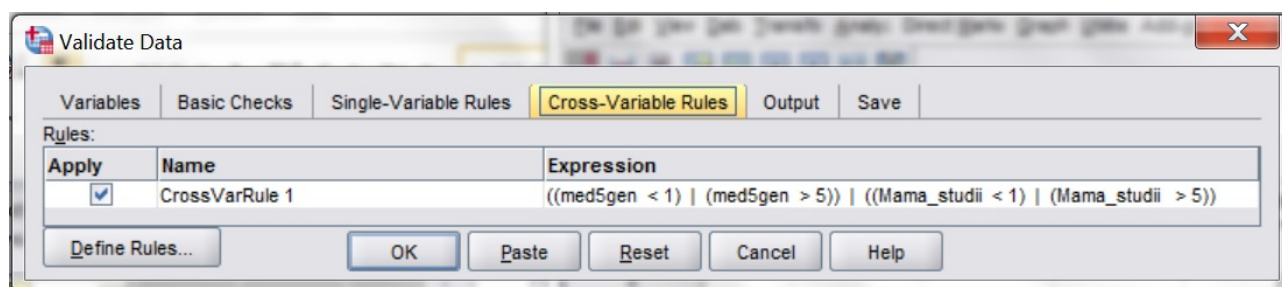 Validate Data
Variables Basic Checks Single-Variable Rules Cross-Variable Rules Output Save
Rules:
Apply Name Expression
CrossVarRule 1 ((med5gen < 1) | (med5gen > 5)) | ((Mama_studii < 1) | (Mama_studii > 5))
Define Rules... OK Paste Reset Cancel Help